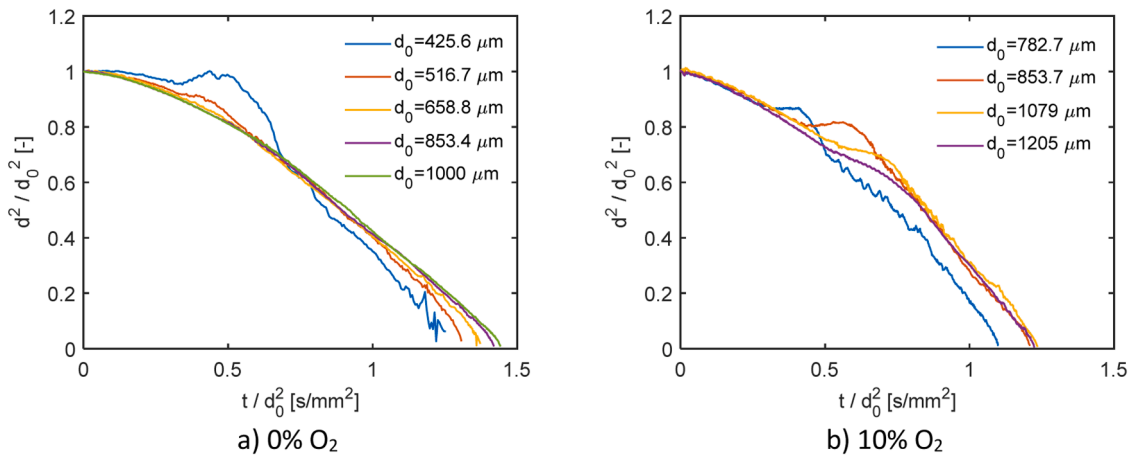 1.2
1
0.8
0.6
0.4
0.2
0
d² / d₀² [-]
d₀=425.6 μm
d₀=516.7 μm
d₀=658.8 μm
d₀=853.4 μm
d₀=1000 μm
0 0.5 1 1.5
t / d₀² [s/mm²]
a) 0% O₂
1.2
1
0.8
0.6
0.4
0.2
0
d² / d₀² [-]
d₀=782.7 μm
d₀=853.7 μm
d₀=1079 μm
d₀=1205 μm
0 0.5 1 1.5
t / d₀² [s/mm²]
b) 10% O₂